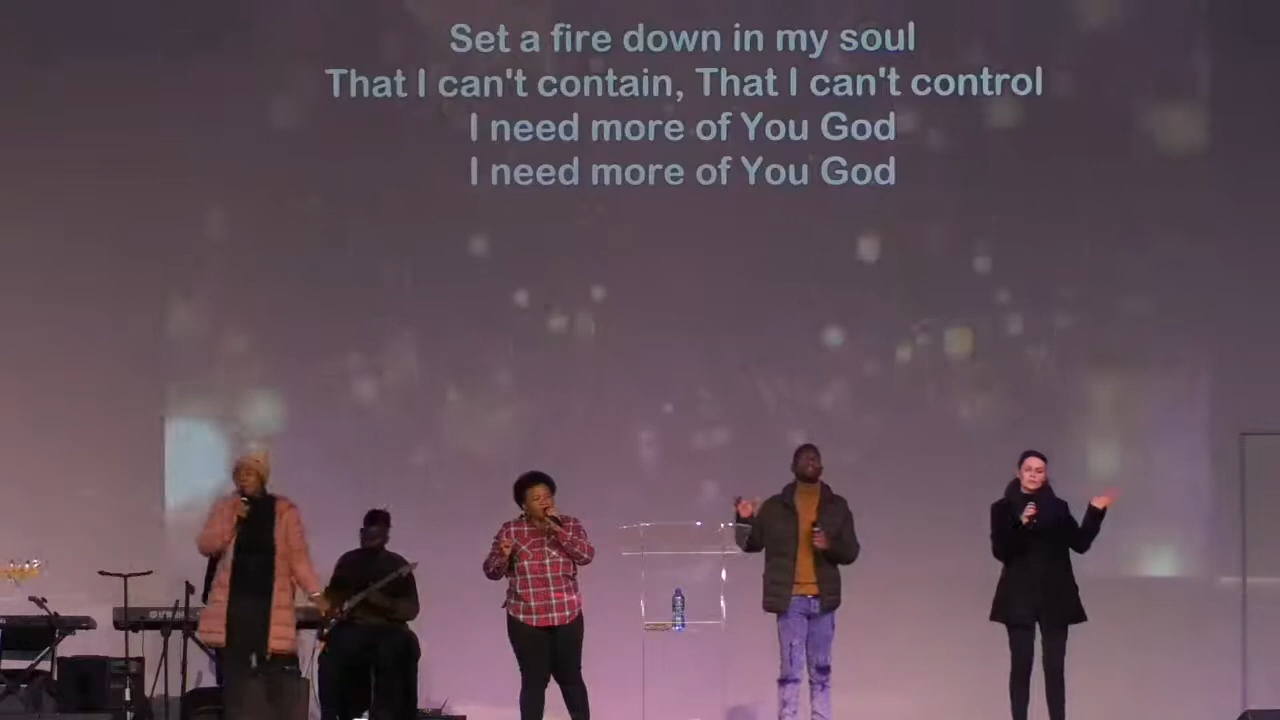 Set a fire down in my soul
That I can't contain, That I can't control
I need more of You God
I need more of You God